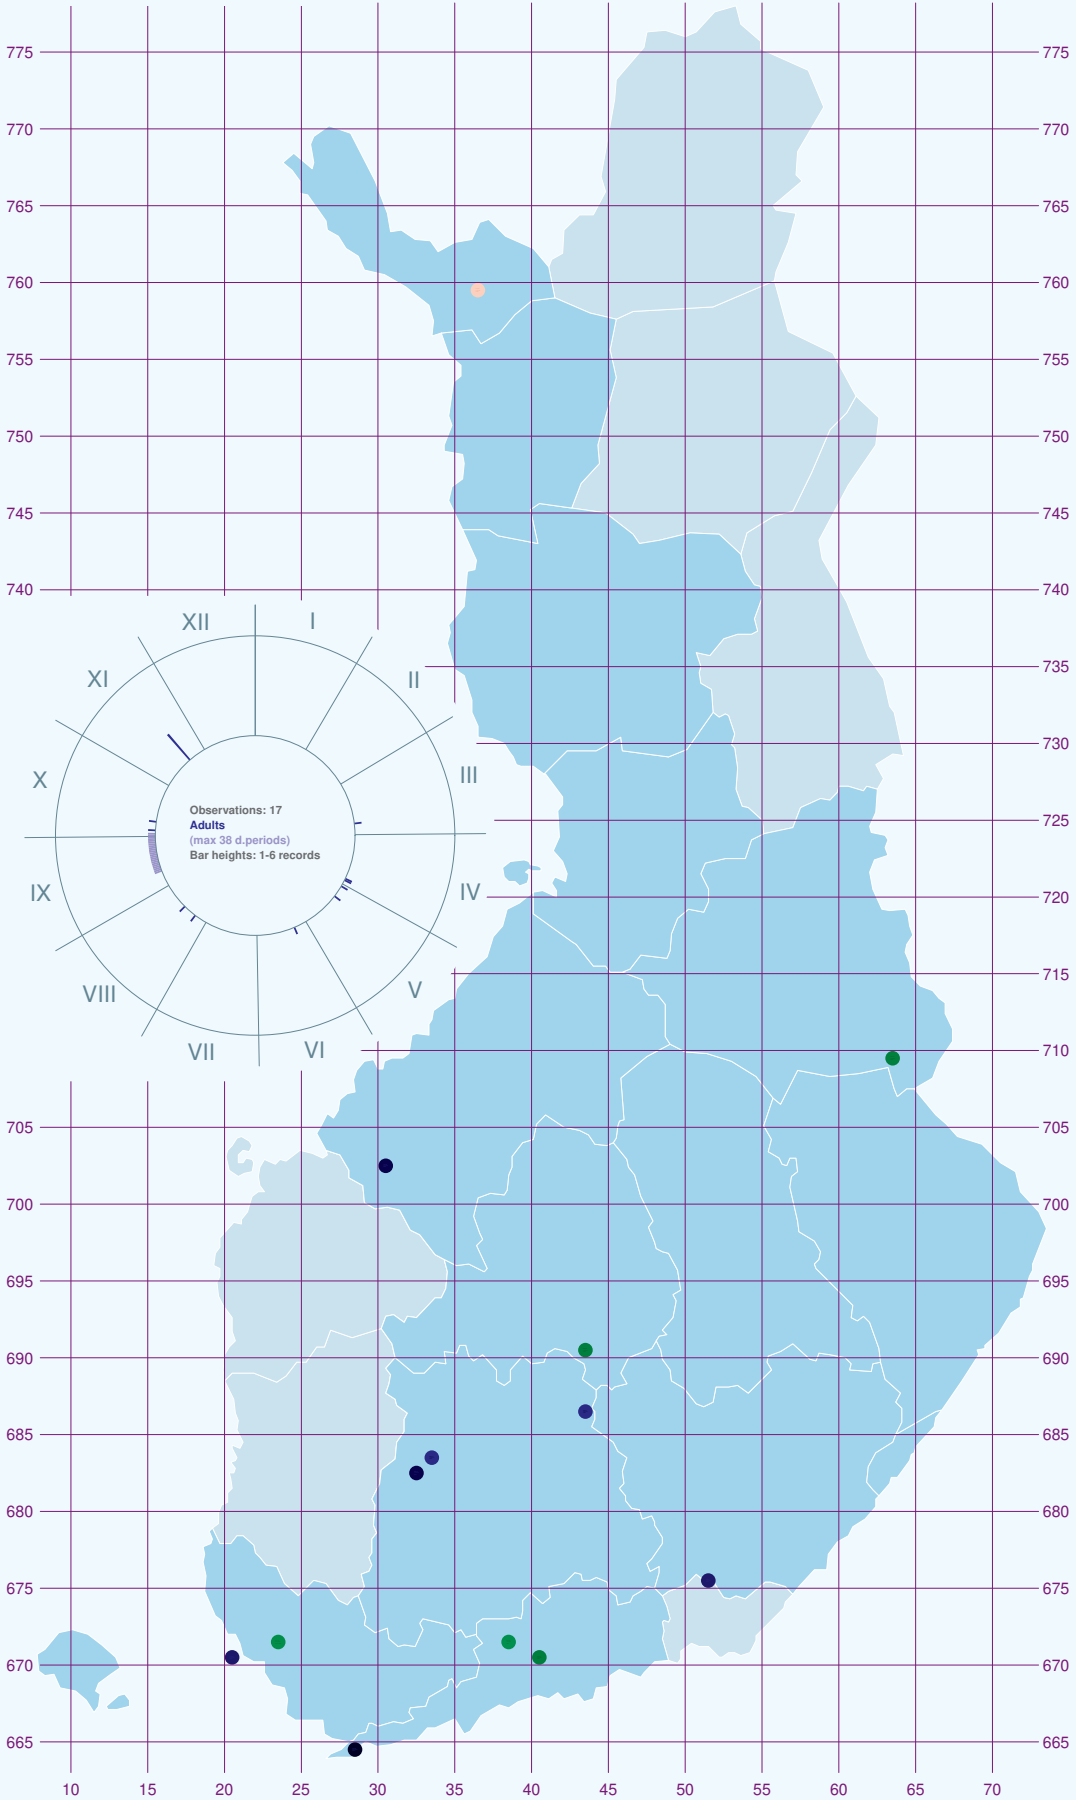 775 775
770 770
765 765
760 760
755 755
750 750
745 745
740 740
XII I
XI II
735
730
X III
Observations: 17
Adults
(max 38 d.periods)
Bar heights: 1-6 records
725
IX IV
720
715
VIII V
VII VI
710
705 705
700 700
695 695
690 690
685 685
680 680
675 675
670 670
665 665
10 15 20 25 30 35 40 45 50 55 60 65 70